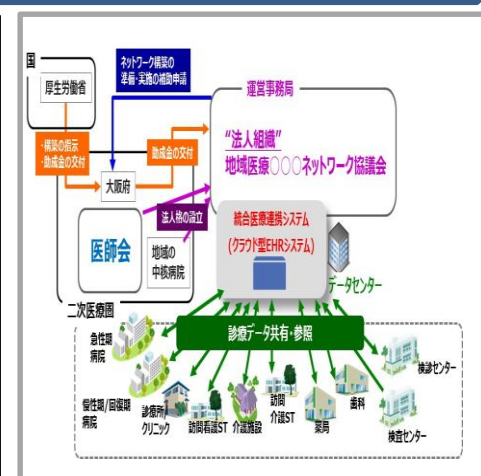 国
厚生労働省
ネットワーク構築の
準備・実施の補助申請
運営事務局
“法人組織”
地域医療○○○ネットワーク協議会
・構築の指示
・助成金の交付
助成金の交付
大阪府
法人格の設立
医師会
地域の
中核病院
統合医療連携システム
(クラウド型EHRシステム)
データセンター
二次医療圏
診療データ共有・参照
急性期
病院
慢性期/回復期
病院
診療所/
クリニック
訪問看護ST
介護施設
訪問
介護ST
薬局
歯科
検診センター
検査センター